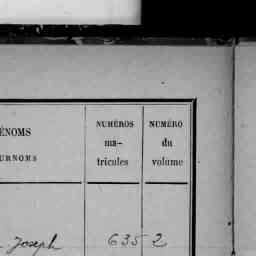 ÉNOMS
URNOMS
NUMÉROS
ma-
tricules
NUMÉRO
du
volume
Joseph 635 2